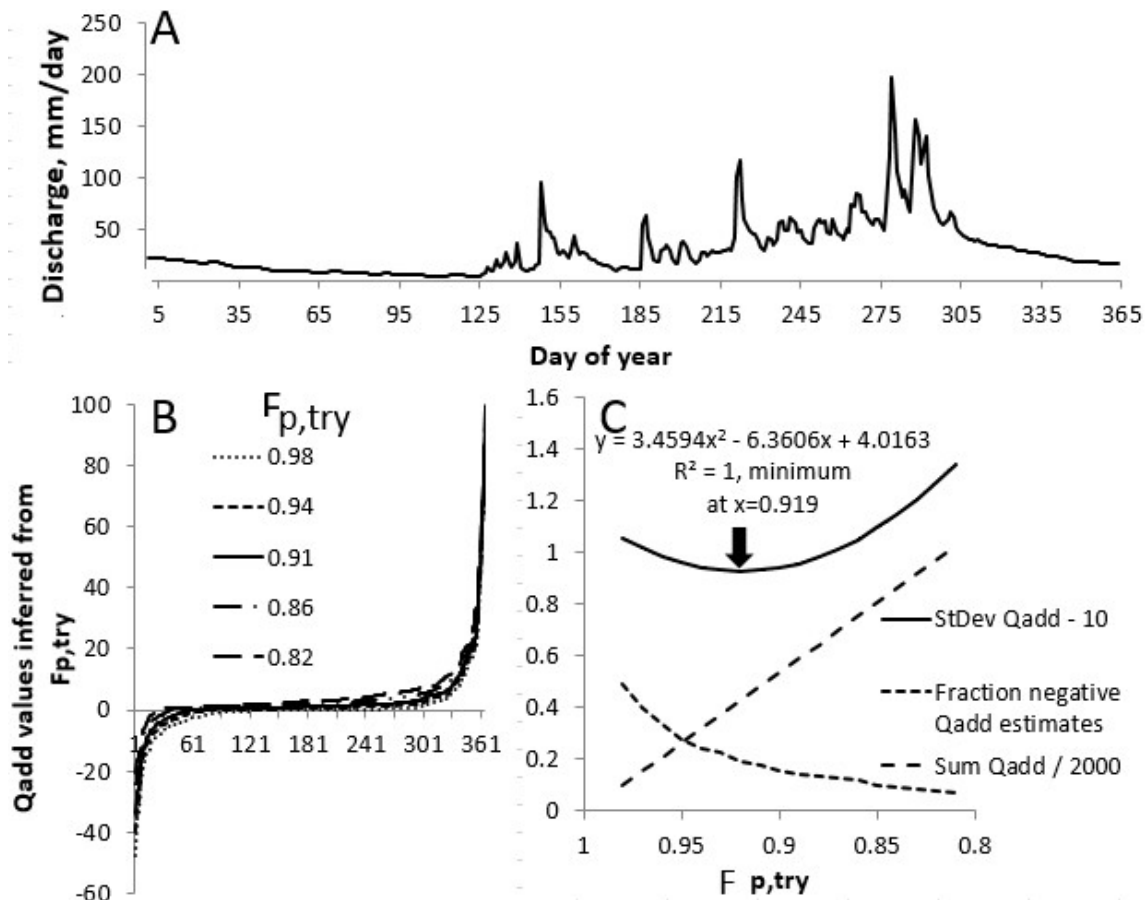 A
250
200
150
100
50
Discharge, mm/day
5 35 65 95 125 155 185 215 245 275 305 335 365
Day of year
B
Fp,try
0.98
0.94
0.91
0.86
0.82
100
80
60
40
20
0
-20
-40
-60
1 61 121 181 241 301 361
Qadd values inferred from
Fp,try
C
y = 3.4594x² - 6.3606x + 4.0163
R² = 1, minimum
at x=0.919
StDev Qadd - 10
Fraction negative
Qadd estimates
Sum Qadd / 2000
1.6
1.4
1.2
1
0.8
0.6
0.4
0.2
0
1 0.95 0.9 0.85 0.8
F p,try